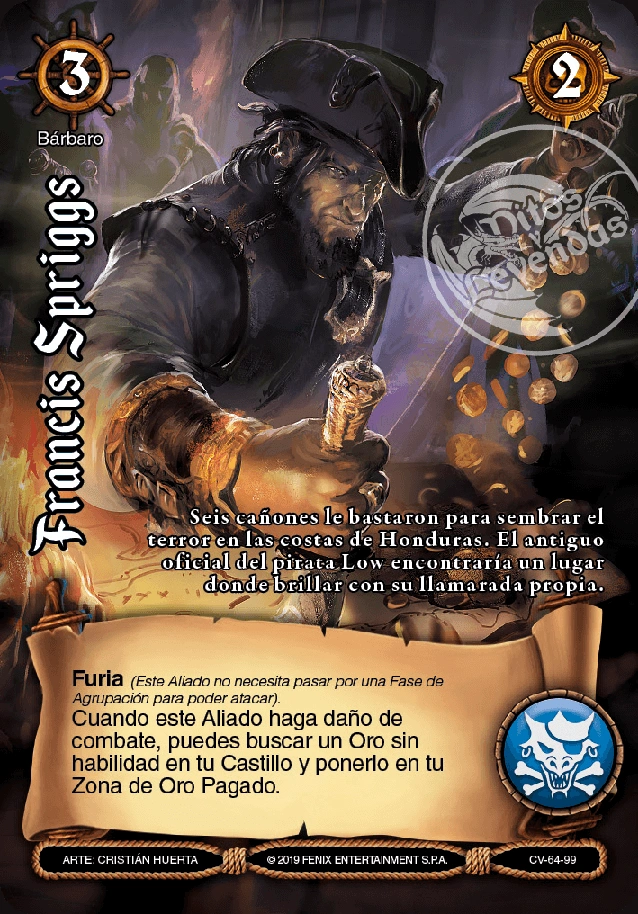 3
2
Bárbaro
Mitos
y
Leyendas
Francis Spriggs
Seis cañones le bastaron para sembrar el
terror en las costas de Honduras. El antiguo
oficial del pirata Low encontraría un lugar
donde brillar con su llamarada propia.
Furia (Este Aliado no necesita pasar por una Fase de
Agrupación para poder atacar).
Cuando este Aliado haga daño de
combate, puedes buscar un Oro sin
habilidad en tu Castillo y ponerlo en tu
Zona de Oro Pagado.
ARTE: CRISTIÁN HUERTA
© 2019 FENIX ENTERTAINMENT S.P.A.
CV-64-99